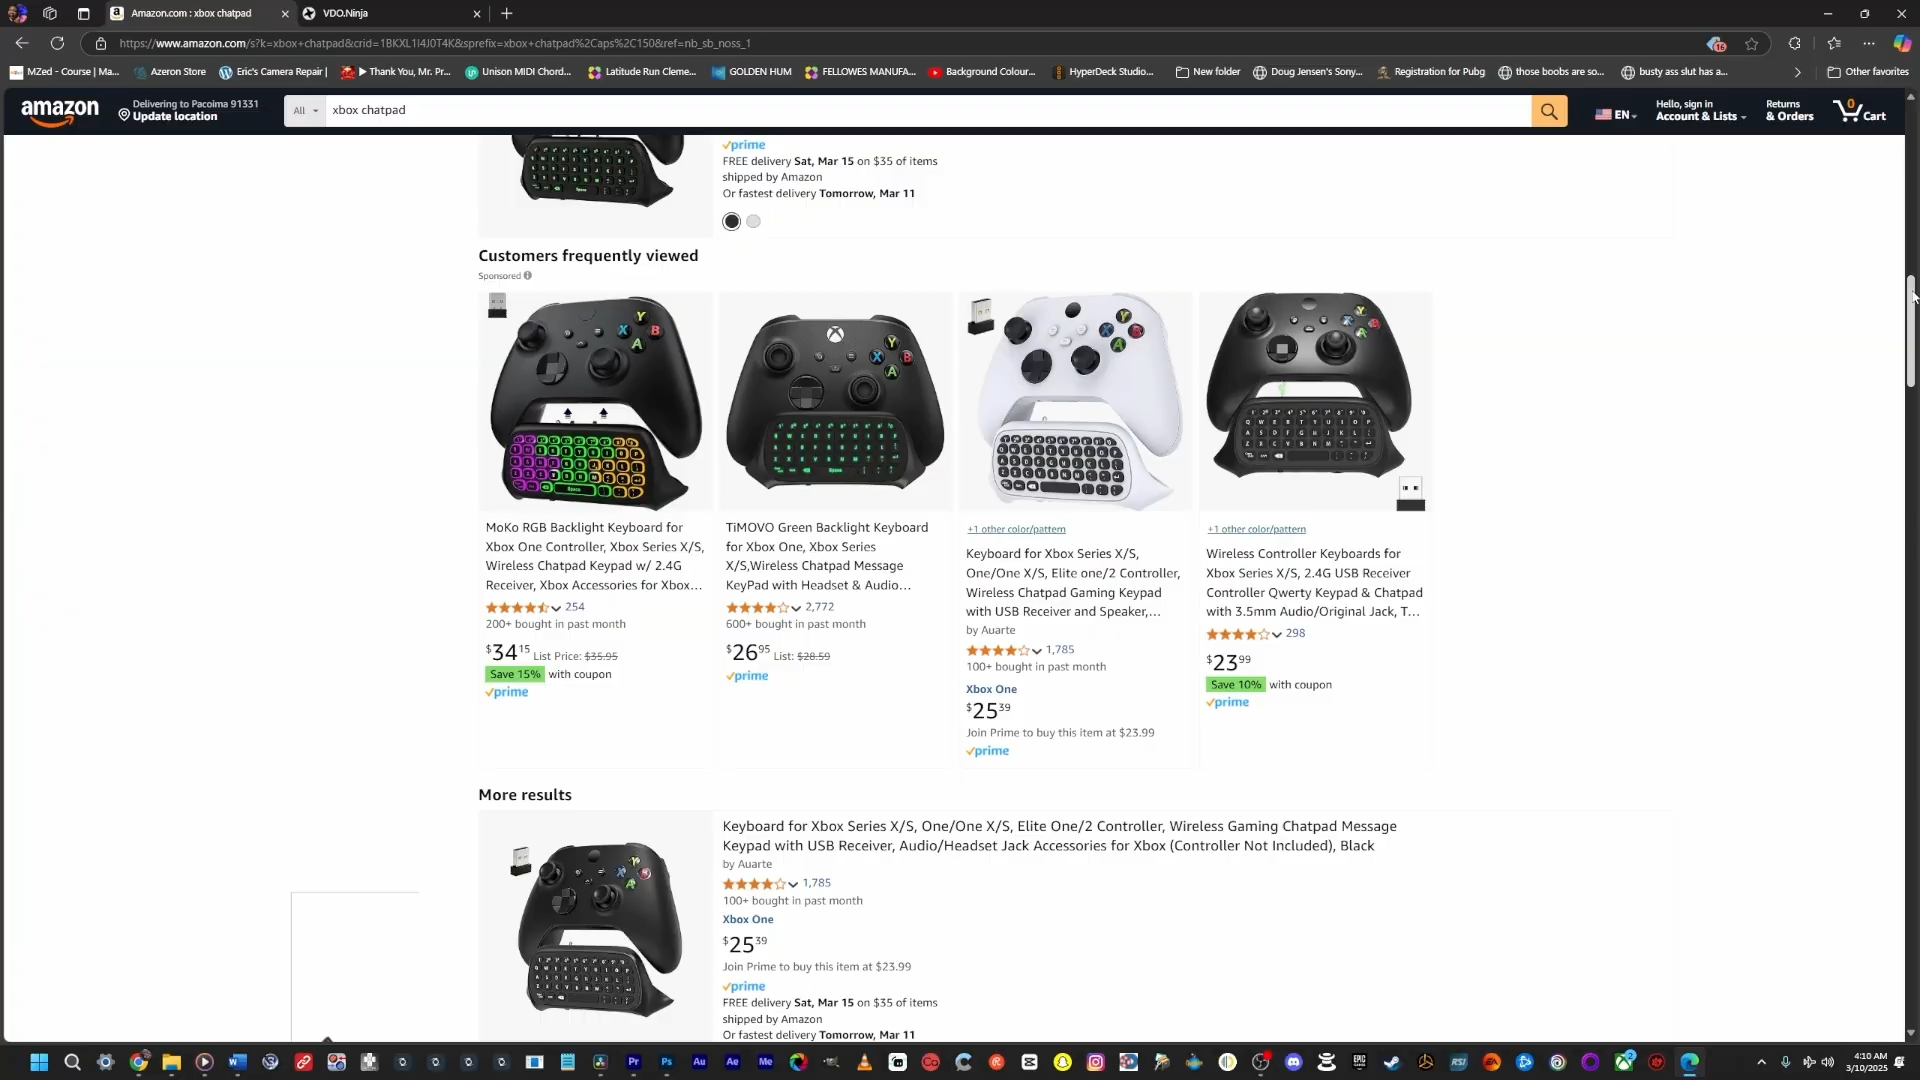 Amazon.com : xbox chatpad
VDO.Ninja
https://www.amazon.com/s?k=xbox+chatpad&crid=1BKXL1I4J0T4K&sprefix=xbox+chatpad%2Caps%2C150&ref=nb_sb_noss_1
16
MZed - Course | Ma...
Azeron Store
Eric's Camera Repair |
Thank You, Mr. Pr...
Unison MIDI Chord...
Latitude Run Cleme...
GOLDEN HUM
FELLOWES MANUFA...
Background Colour...
HyperDeck Studio...
New folder
Doug Jensen's Sony...
Registration for Pubg
those boobs are so...
busty ass slut has a...
Other favorites
amazon
Delivering to Pacoima 91331
Update location
All
xbox chatpad
EN
Hello, sign in
Account & Lists
Returns
& Orders
0
Cart
prime
FREE delivery Sat, Mar 15 on $35 of items
shipped by Amazon
Or fastest delivery Tomorrow, Mar 11
Customers frequently viewed
Sponsored
MoKo RGB Backlight Keyboard for
Xbox One Controller, Xbox Series X/S,
Wireless Chatpad Keypad w/ 2.4G
Receiver, Xbox Accessories for Xbox...
254
200+ bought in past month
$34 15 List Price: $35.95
Save 15% with coupon
prime
TiMOVO Green Backlight Keyboard
for Xbox One, Xbox Series
X/S,Wireless Chatpad Message
KeyPad with Headset & Audio...
2,772
600+ bought in past month
$26 95 List: $28.59
prime
+1 other color/pattern
Keyboard for Xbox Series X/S,
One/One X/S, Elite one/2 Controller,
Wireless Chatpad Gaming Keypad
with USB Receiver and Speaker,...
by Auarte
1,785
100+ bought in past month
Xbox One
$25 39
Join Prime to buy this item at $23.99
prime
+1 other color/pattern
Wireless Controller Keyboards for
Xbox Series X/S, 2.4G USB Receiver
Controller Qwerty Keypad & Chatpad
with 3.5mm Audio/Original Jack, T...
298
$23 99
Save 10% with coupon
prime
More results
Keyboard for Xbox Series X/S, One/One X/S, Elite One/2 Controller, Wireless Gaming Chatpad Message
Keypad with USB Receiver, Audio/Headset Jack Accessories for Xbox (Controller Not Included), Black
by Auarte
1,785
100+ bought in past month
Xbox One
$25 39
Join Prime to buy this item at $23.99
prime
FREE delivery Sat, Mar 15 on $35 of items
shipped by Amazon
Or fastest delivery Tomorrow, Mar 11
4:10 AM
3/10/2025